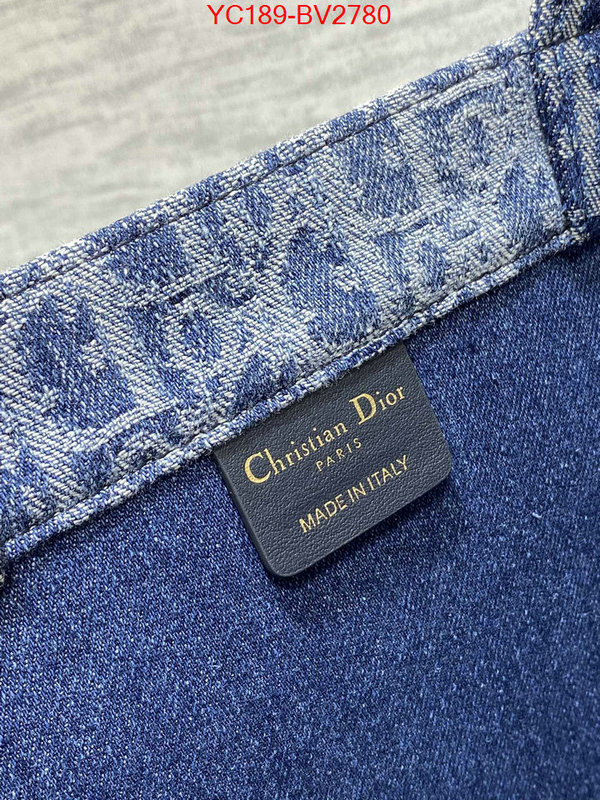 YC189-BV2780
Christian Dior
PARIS
MADE IN ITALY